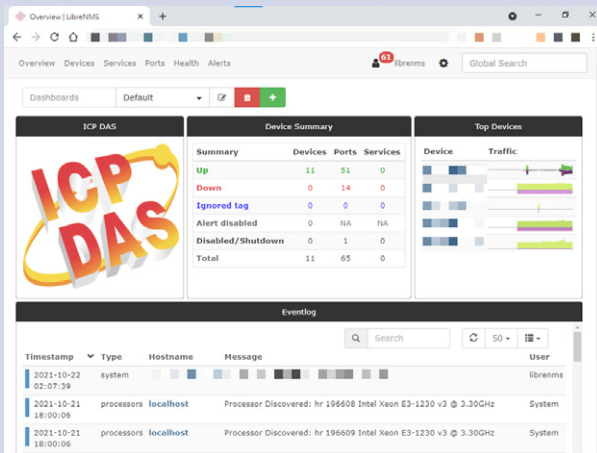 Overview | LibreNMS
Overview Devices Services Ports Health Alerts 61 librenms Global Search
Dashboards Default
ICP DAS
ICP
DAS
Device Summary
Summary Devices Ports Services
Up 11 51 0
Down 0 14 0
Ignored tag 0 0 0
Alert disabled 0 NA NA
Disabled/Shutdown 0 1 0
Total 11 65 0
Top Devices
Device Traffic
Eventlog
Search 50
Timestamp Type Hostname Message User
2021-10-22 system librenms
02:07:39
2021-10-21 processors localhost Processor Discovered: hr 196608 Intel Xeon E3-1230 v3 @ 3.30GHz System
18:00:06
2021-10-21 processors localhost Processor Discovered: hr 196609 Intel Xeon E3-1230 v3 @ 3.30GHz System
18:00:06